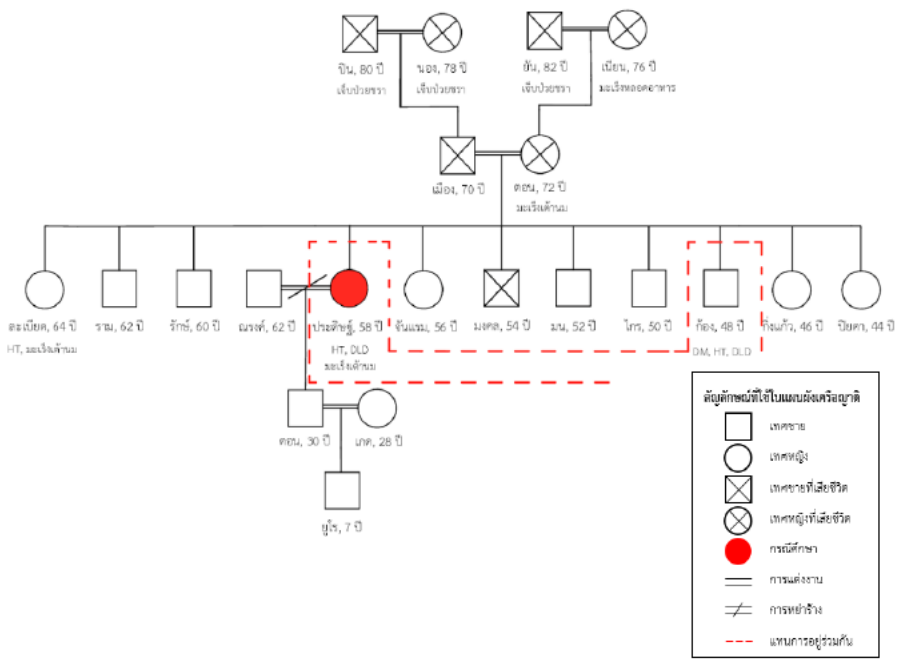 ปิน, 80 ปี
นอง, 78 ปี
ยัน, 82 ปี
เนียน, 76 ปี
เจ็บป่วยชรา
เจ็บป่วยชรา
เจ็บป่วยชรา
มะเร็งหลอดอาหาร
เมือง, 70 ปี
ตอน, 72 ปี
มะเร็งเต้านม
ละเบียด, 64 ปี
ราม, 62 ปี
รักษ์, 60 ปี
ณรงค์, 62 ปี
ประดิษฐ์, 58 ปี
จันแรม, 56 ปี
มงคล, 54 ปี
มน, 52 ปี
ไกร, 50 ปี
ก้อง, 48 ปี
กิ่งแก้ว, 46 ปี
ปิยดา, 44 ปี
HT, มะเร็งเต้านม
HT, DLD
มะเร็งเต้านม
DM, HT, DLD
ศอน, 30 ปี
เกด, 28 ปี
ยูโร, 7 ปี
สัญลักษณ์ที่ใช้ในแผนผังเครือญาติ
เพศชาย
เพศหญิง
เพศชายที่เสียชีวิต
เพศหญิงที่เสียชีวิต
กรณีศึกษา
การแต่งงาน
การหย่าร้าง
แทนการอยู่ร่วมกัน